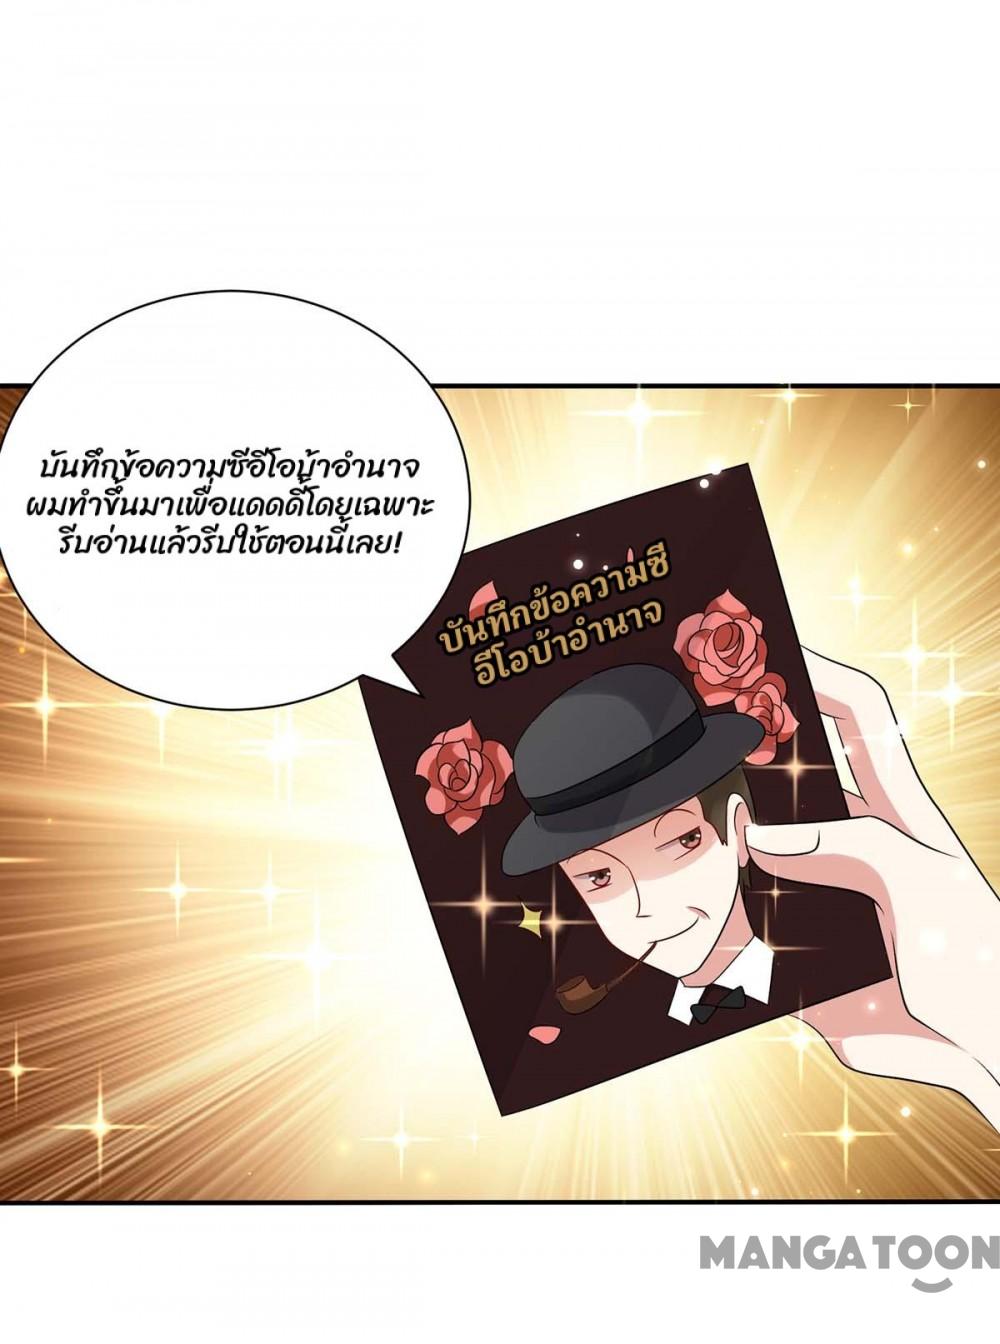 บันทึกข้อความซีอีโอบ้าอำนาจ
ผมทำขึ้นมาเพื่อแดดดี้โดยเฉพาะ
รีบอ่านแล้วรีบใช้ตอนนี้เลย!
บันทึกข้อความซี
อีโอบ้าอำนาจ
MANGATOON